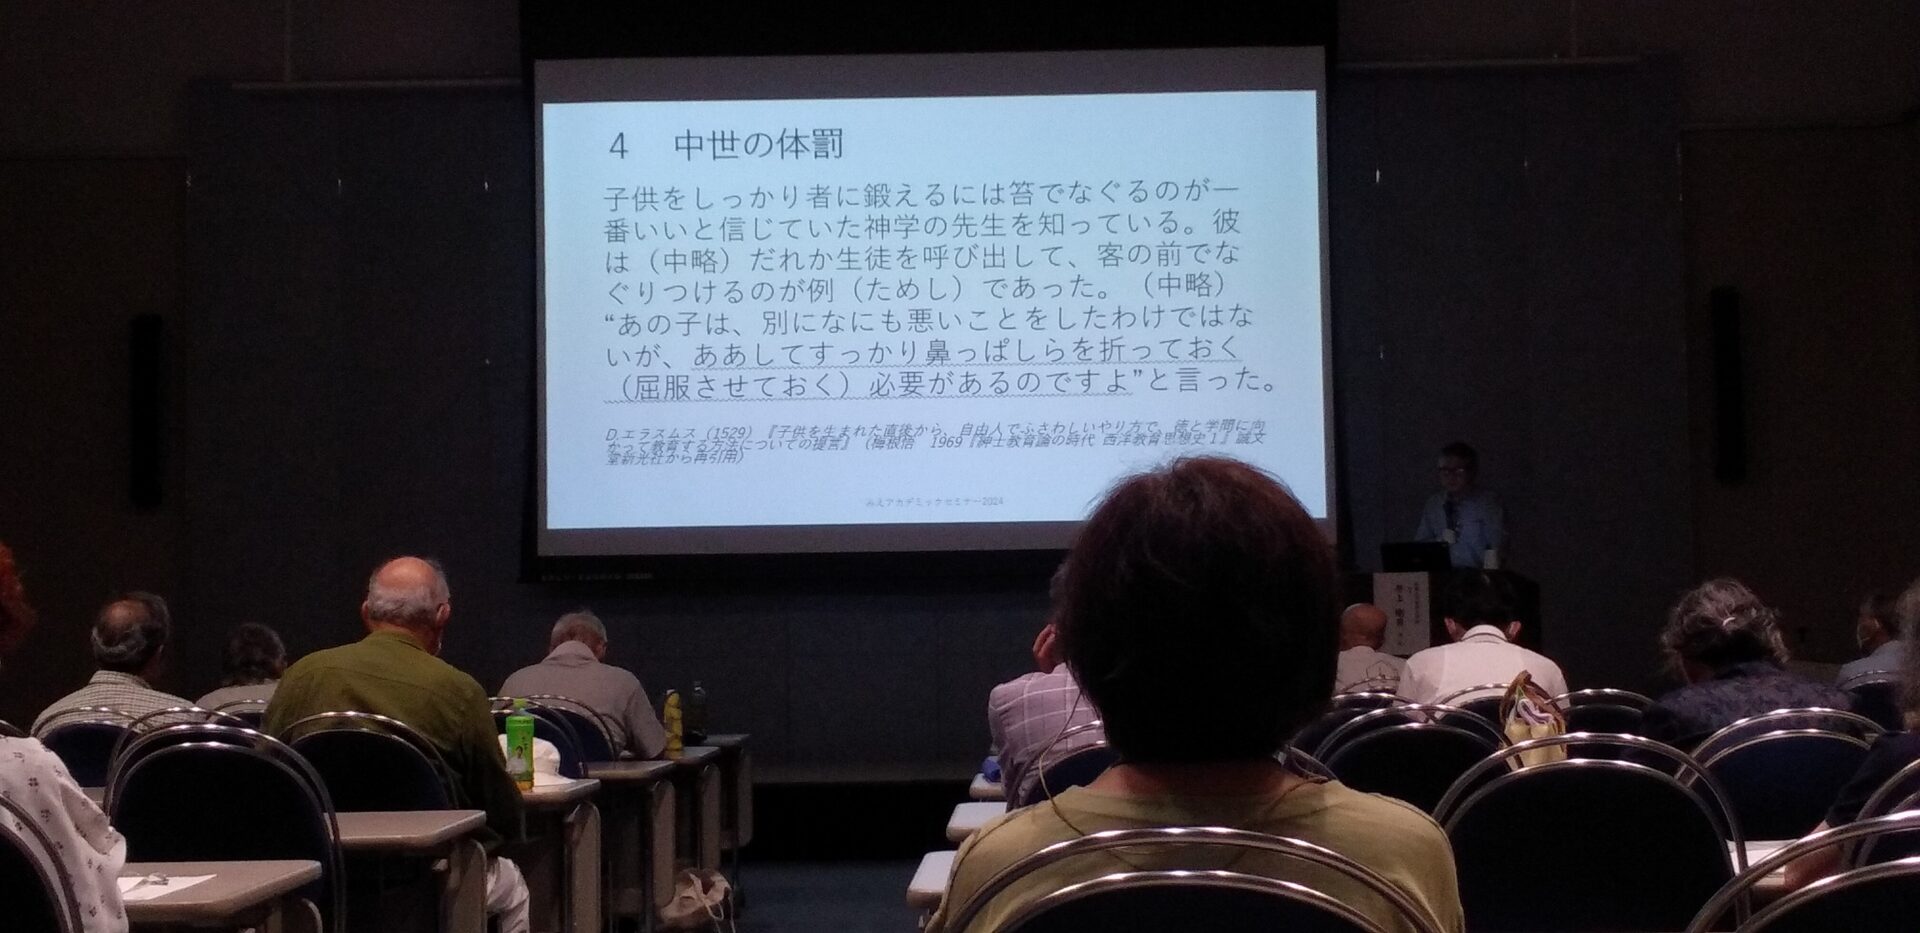 4　中世の体罰
子供をしっかり者に鍛えるには笞でなぐるのが一
番いいと信じていた神学の先生を知っている。彼
は（中略）だれか生徒を呼び出して、客の前でな
ぐりつけるのが例（ためし）であった。（中略）
“あの子は、別になにも悪いことをしたわけではな
いが、ああしてすっかり鼻っぱしらを折っておく
（屈服させておく）必要があるのですよ”と言った。
D.エラスムス（1529）『子供を生まれた直後から、自由人でふさわしいやり方で、徳と学問に向
かって教育する方法についての提言』（梅根悟　1969『紳士教育論の時代 西洋教育思想史１』誠文
堂新光社から再引用）
みえアカデミックセミナー2024